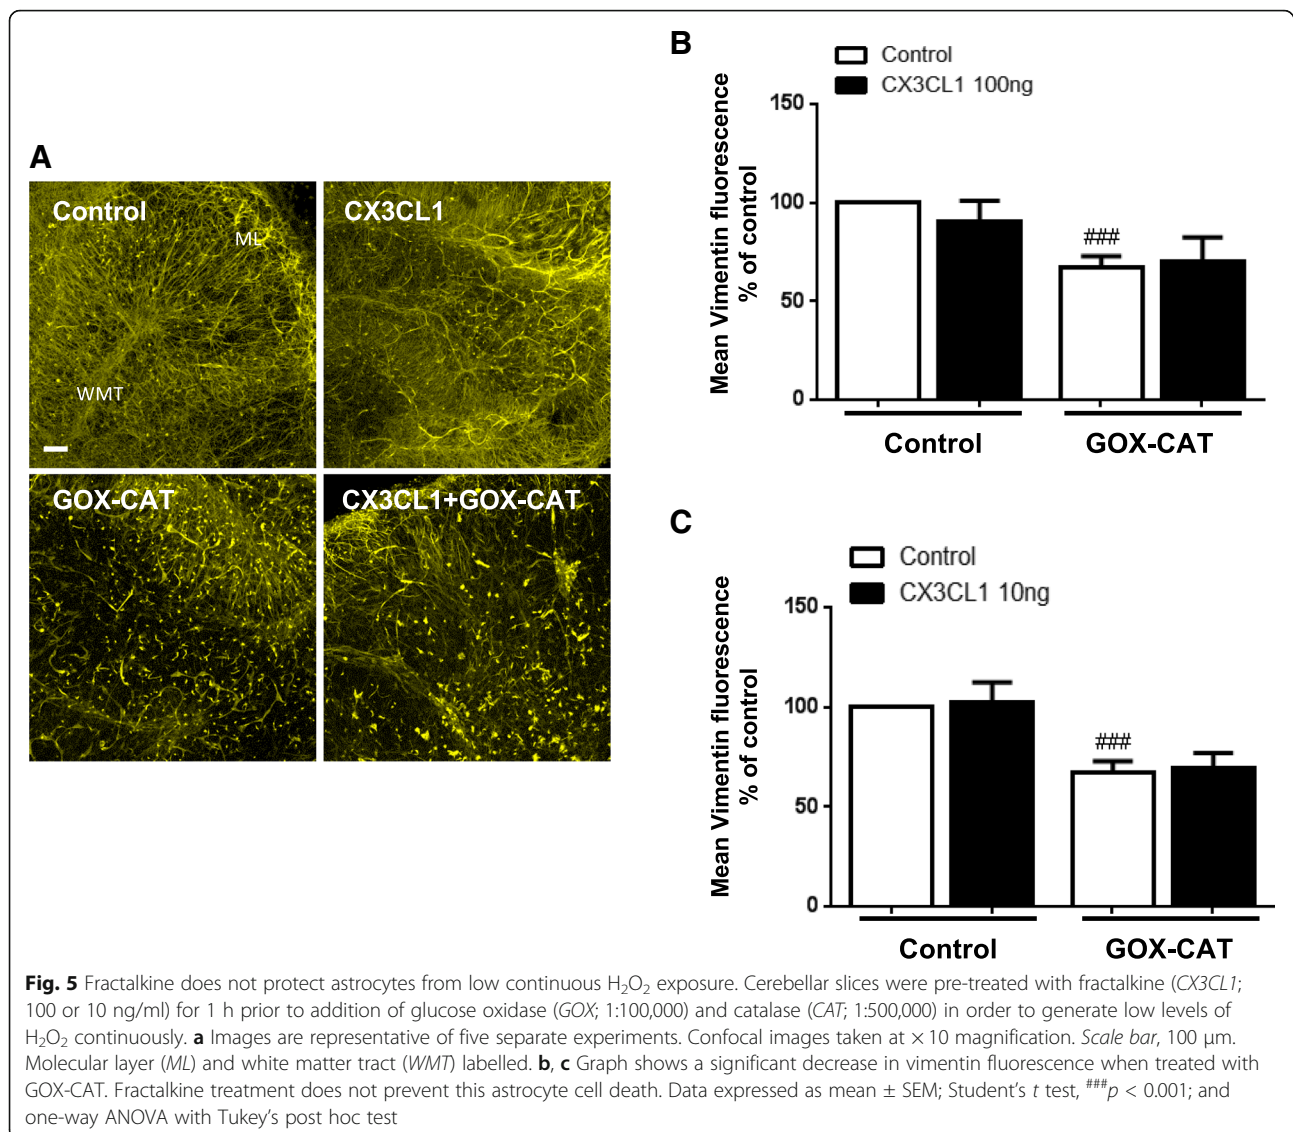 A
Control
ML
WMT
CX3CL1
GOX-CAT
CX3CL1+GOX-CAT
B
Control
CX3CL1 100ng
Mean Vimentin fluorescence
% of control
150
100
50
0
###
Control
GOX-CAT
C
Control
CX3CL1 10ng
Mean Vimentin fluorescence
% of control
150
100
50
0
###
Control
GOX-CAT
Fig. 5 Fractalkine does not protect astrocytes from low continuous H₂O₂ exposure. Cerebellar slices were pre-treated with fractalkine (CX3CL1;
100 or 10 ng/ml) for 1 h prior to addition of glucose oxidase (GOX; 1:100,000) and catalase (CAT; 1:500,000) in order to generate low levels of
H₂O₂ continuously. a Images are representative of five separate experiments. Confocal images taken at × 10 magnification. Scale bar, 100 μm.
Molecular layer (ML) and white matter tract (WMT) labelled. b, c Graph shows a significant decrease in vimentin fluorescence when treated with
GOX-CAT. Fractalkine treatment does not prevent this astrocyte cell death. Data expressed as mean ± SEM; Student's t test, ###p < 0.001; and
one-way ANOVA with Tukey's post hoc test